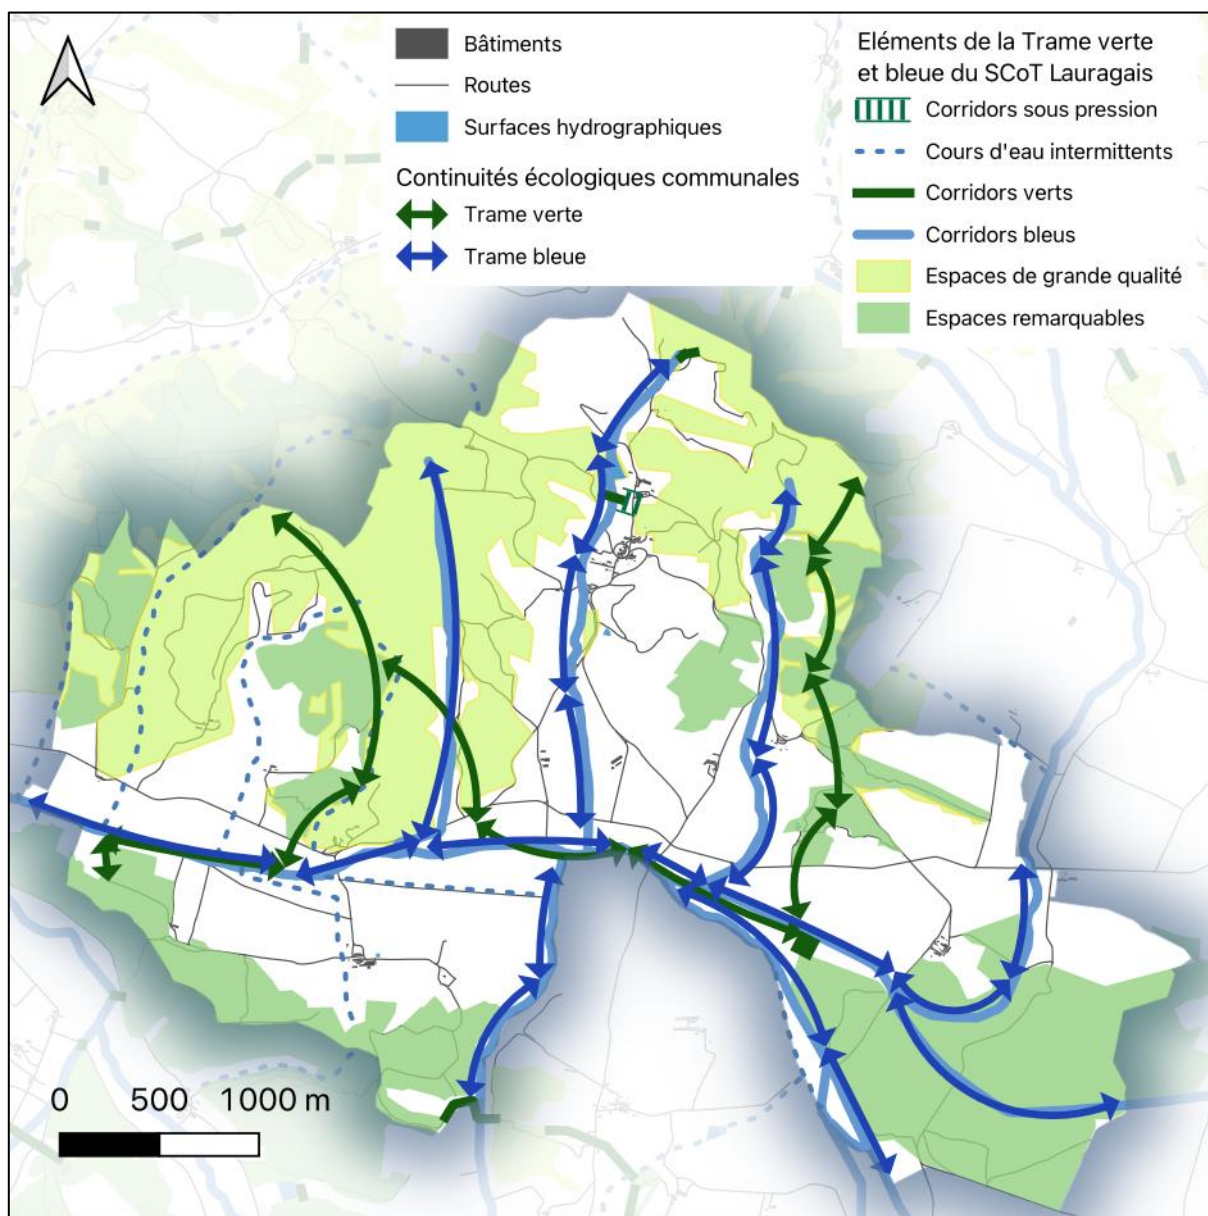 Bâtiments
Routes
Surfaces hydrographiques
Continuités écologiques communales
Trame verte
Trame bleue
Eléments de la Trame verte
et bleue du SCoT Lauragais
Corridors sous pression
Cours d'eau intermittents
Corridors verts
Corridors bleus
Espaces de grande qualité
Espaces remarquables
0 500 1000 m